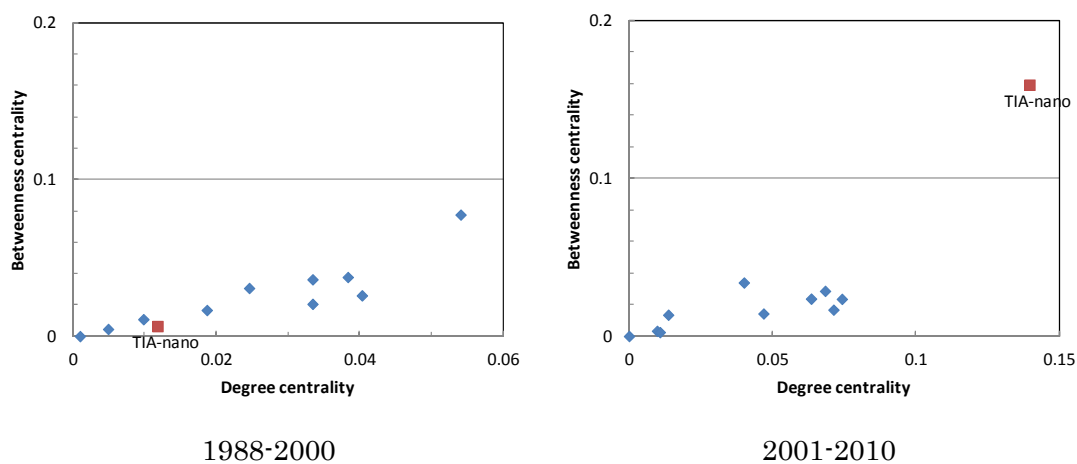 0.2
0.1
0
Betweenness centrality
TIA-nano
0 0.02 0.04 0.06
Degree centrality
1988-2000
0.2
0.1
0
Betweenness centrality
TIA-nano
0 0.05 0.1 0.15
Degree centrality
2001-2010